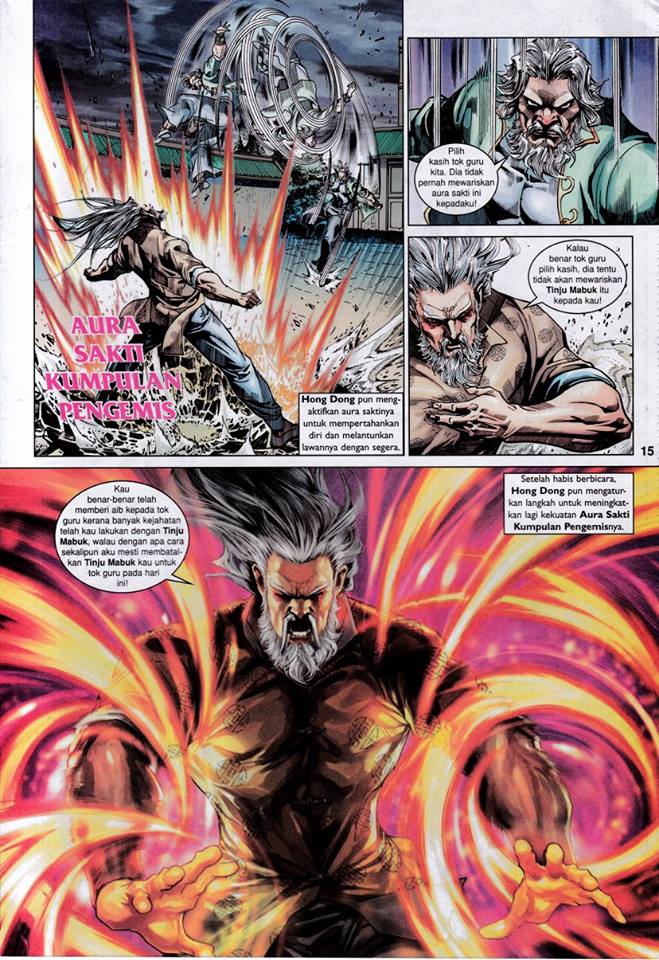 AURA
SAKTI
KUMPULAN
PENGEMIS
Hong Dong pun meng-
aktifkan aura saktinya
untuk mempertahankan
diri dan melantunkan
lawannya dengan segera.
Pilih
kasih tok guru
kita. Dia tidak
pernah mewariskan
aura sakti ini
kepadaku!
Kalau
benar tok guru
pilih kasih, dia tentu
tidak akan mewariskan
Tinju Mabuk itu
kepada kau!
15
Kau
benar-benar telah
memberi aib kepada tok
guru kerana banyak kejahatan
telah kau lakukan dengan Tinju
Mabuk, walau dengan apa cara
sekalipun aku mesti membatal-
kan Tinju Mabuk kau untuk
tok guru pada hari
ini!
Setelah habis berbicara,
Hong Dong pun mengatur-
kan langkah untuk meningkat-
kan lagi kekuatan Aura Sakti
Kumpulan Pengemisnya.